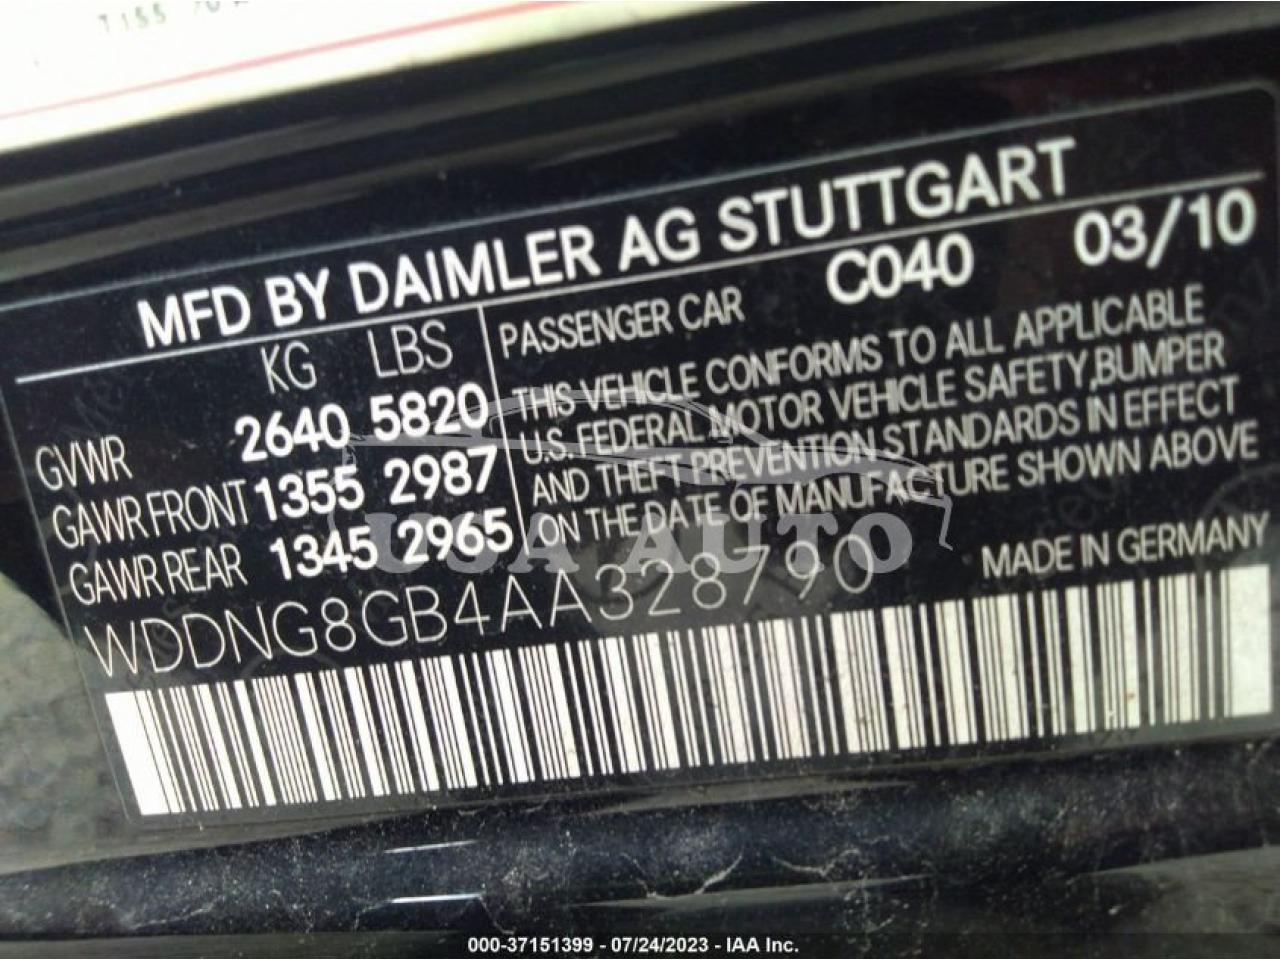 T155
MFD BY DAIMLER AG STUTTGART
KG LBS PASSENGER CAR C040 03/10
GVWR 2640 5820
GAWR FRONT 1355 2987
GAWR REAR 1345 2965
THIS VEHICLE CONFORMS TO ALL APPLICABLE
U.S. FEDERAL MOTOR VEHICLE SAFETY,BUMPER
AND THEFT PREVENTION STANDARDS IN EFFECT
ON THE DATE OF MANUFACTURE SHOWN ABOVE
USA AUTO
WDDNG8GB4AA328790 MADE IN GERMANY
000-37151399 - 07/24/2023 - IAA Inc.